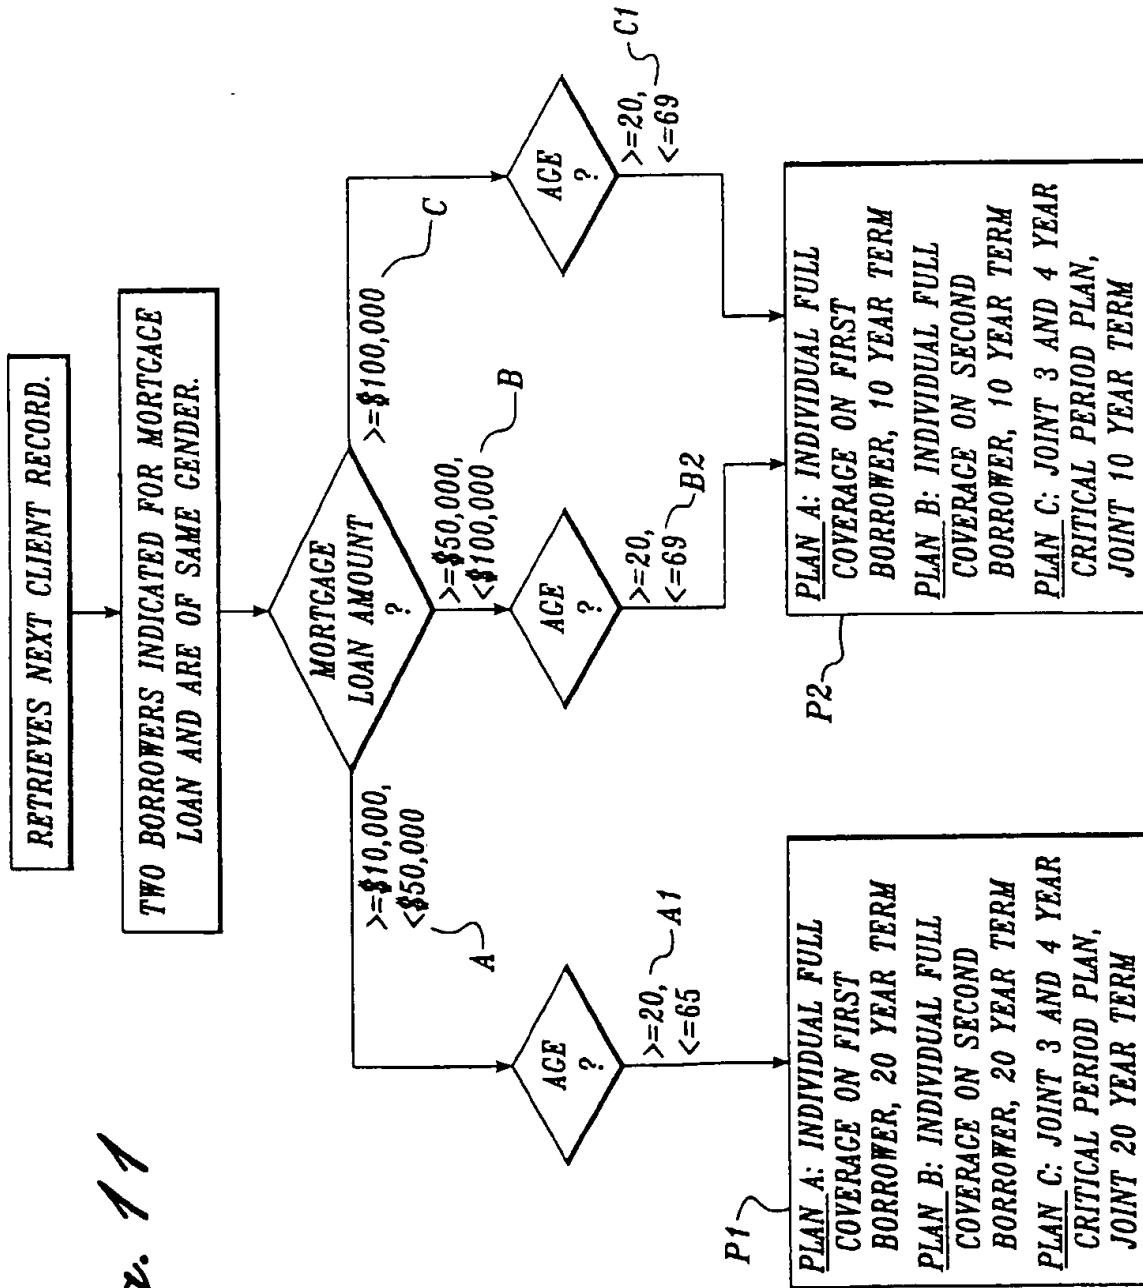 RETRIEVES NEXT CLIENT RECORD.
TWO BORROWERS INDICATED FOR MORTGAGE
LOAN AND ARE OF SAME GENDER.
MORTGAGE
LOAN AMOUNT
?
>=$10,000,
<$50,000
A
>=$50,000,
<$100,000
B
>=$100,000
C
AGE
?
>=20,
<=65
A1
AGE
?
>=20,
<=69
B2
AGE
?
>=20,
<=69
C1
P1
PLAN A: INDIVIDUAL FULL
COVERAGE ON FIRST
BORROWER, 20 YEAR TERM
PLAN B: INDIVIDUAL FULL
COVERAGE ON SECOND
BORROWER, 20 YEAR TERM
PLAN C: JOINT 3 AND 4 YEAR
CRITICAL PERIOD PLAN,
JOINT 20 YEAR TERM
P2
PLAN A: INDIVIDUAL FULL
COVERAGE ON FIRST
BORROWER, 10 YEAR TERM
PLAN B: INDIVIDUAL FULL
COVERAGE ON SECOND
BORROWER, 10 YEAR TERM
PLAN C: JOINT 3 AND 4 YEAR
CRITICAL PERIOD PLAN,
JOINT 10 YEAR TERM
11